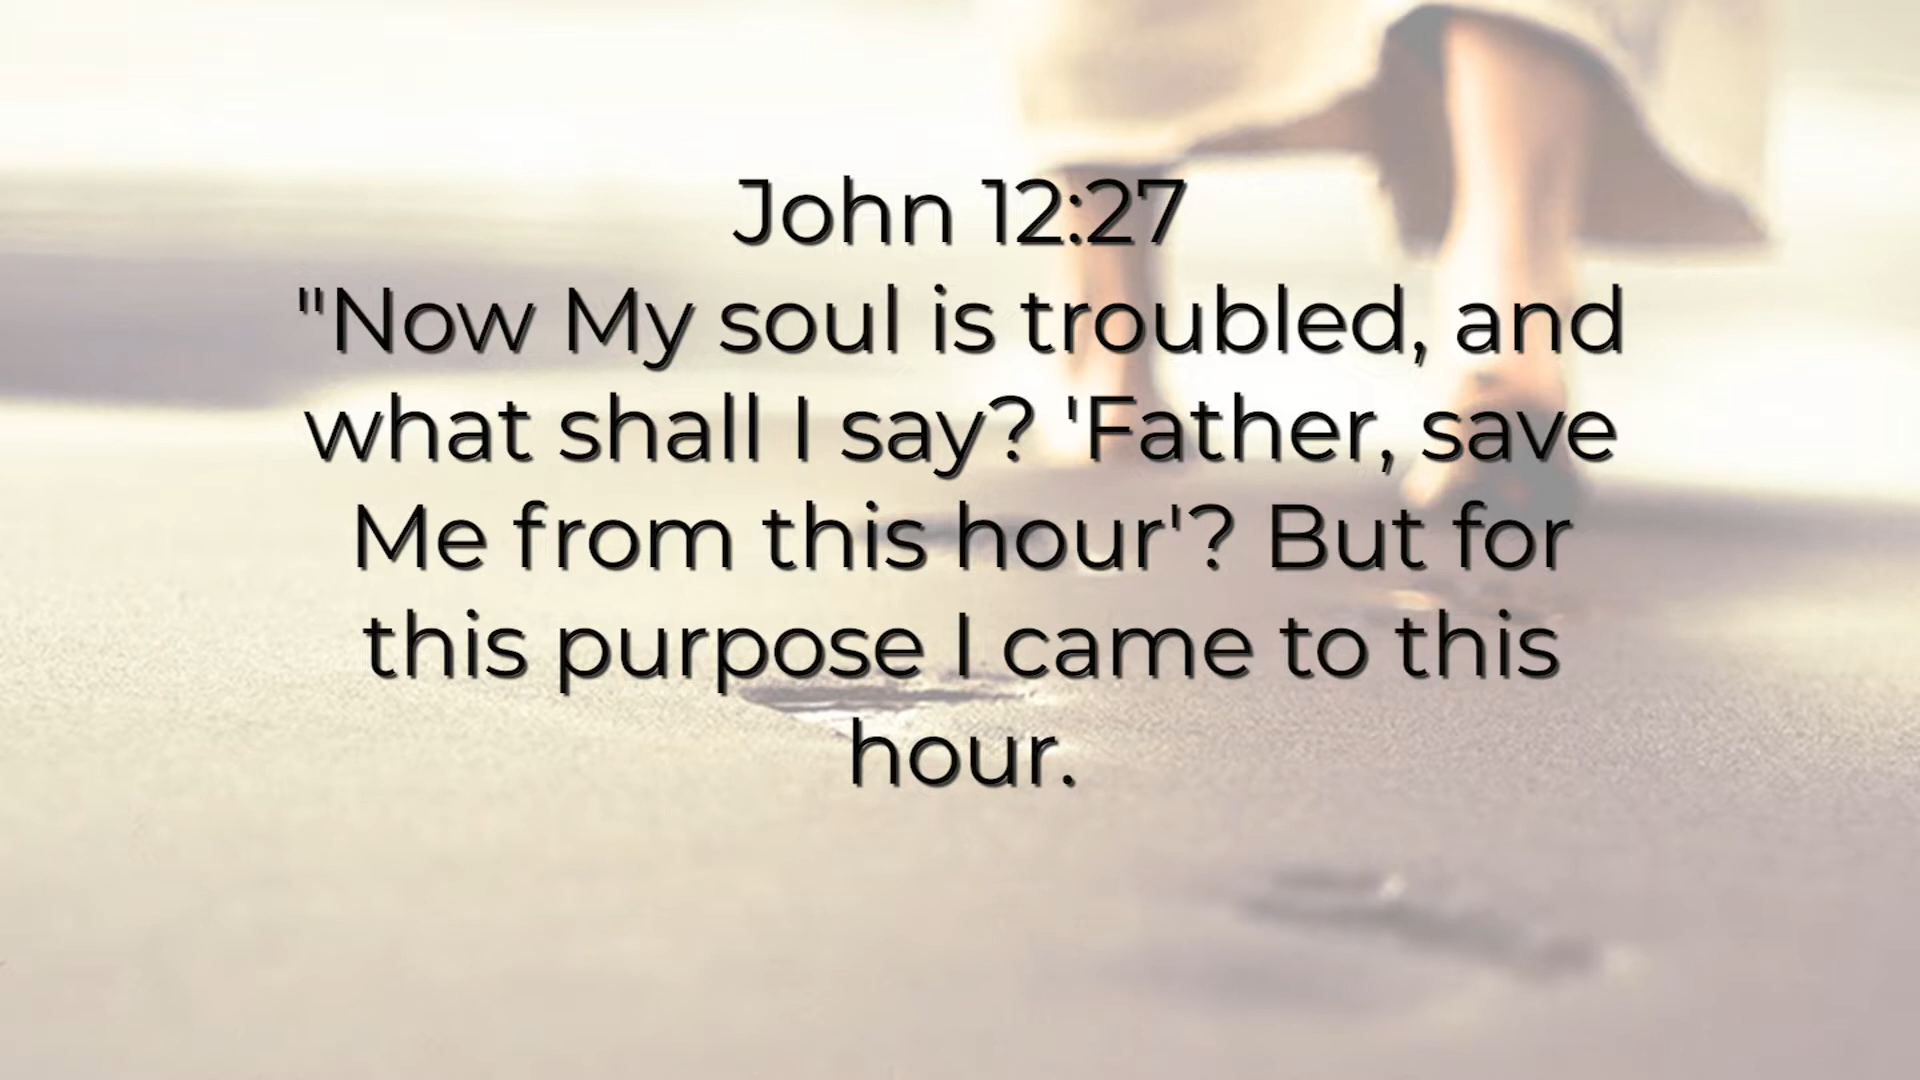 John 12:27
"Now My soul is troubled, and
what shall I say? 'Father, save
Me from this hour'? But for
this purpose I came to this
hour.